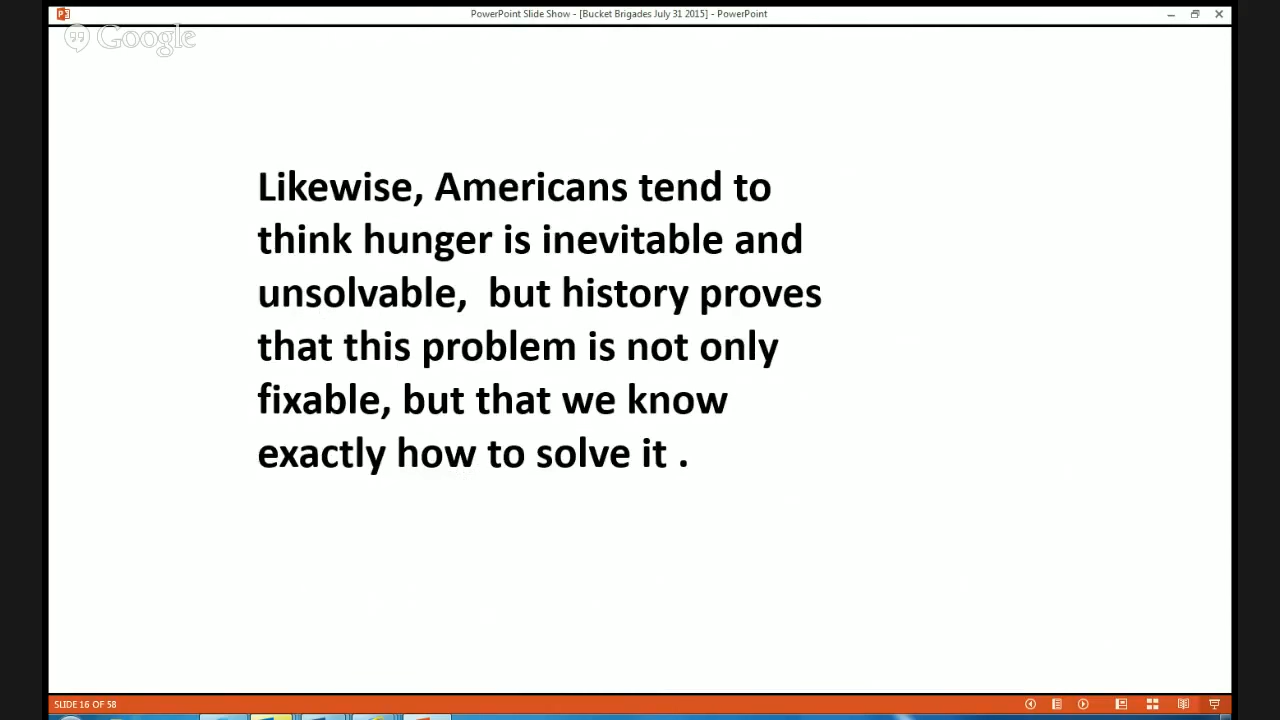 PowerPoint Slide Show - [Bucket Brigades July 31 2015] - PowerPoint
Google
Likewise, Americans tend to
think hunger is inevitable and
unsolvable,  but history proves
that this problem is not only
fixable, but that we know
exactly how to solve it .
SLIDE 16 OF 58